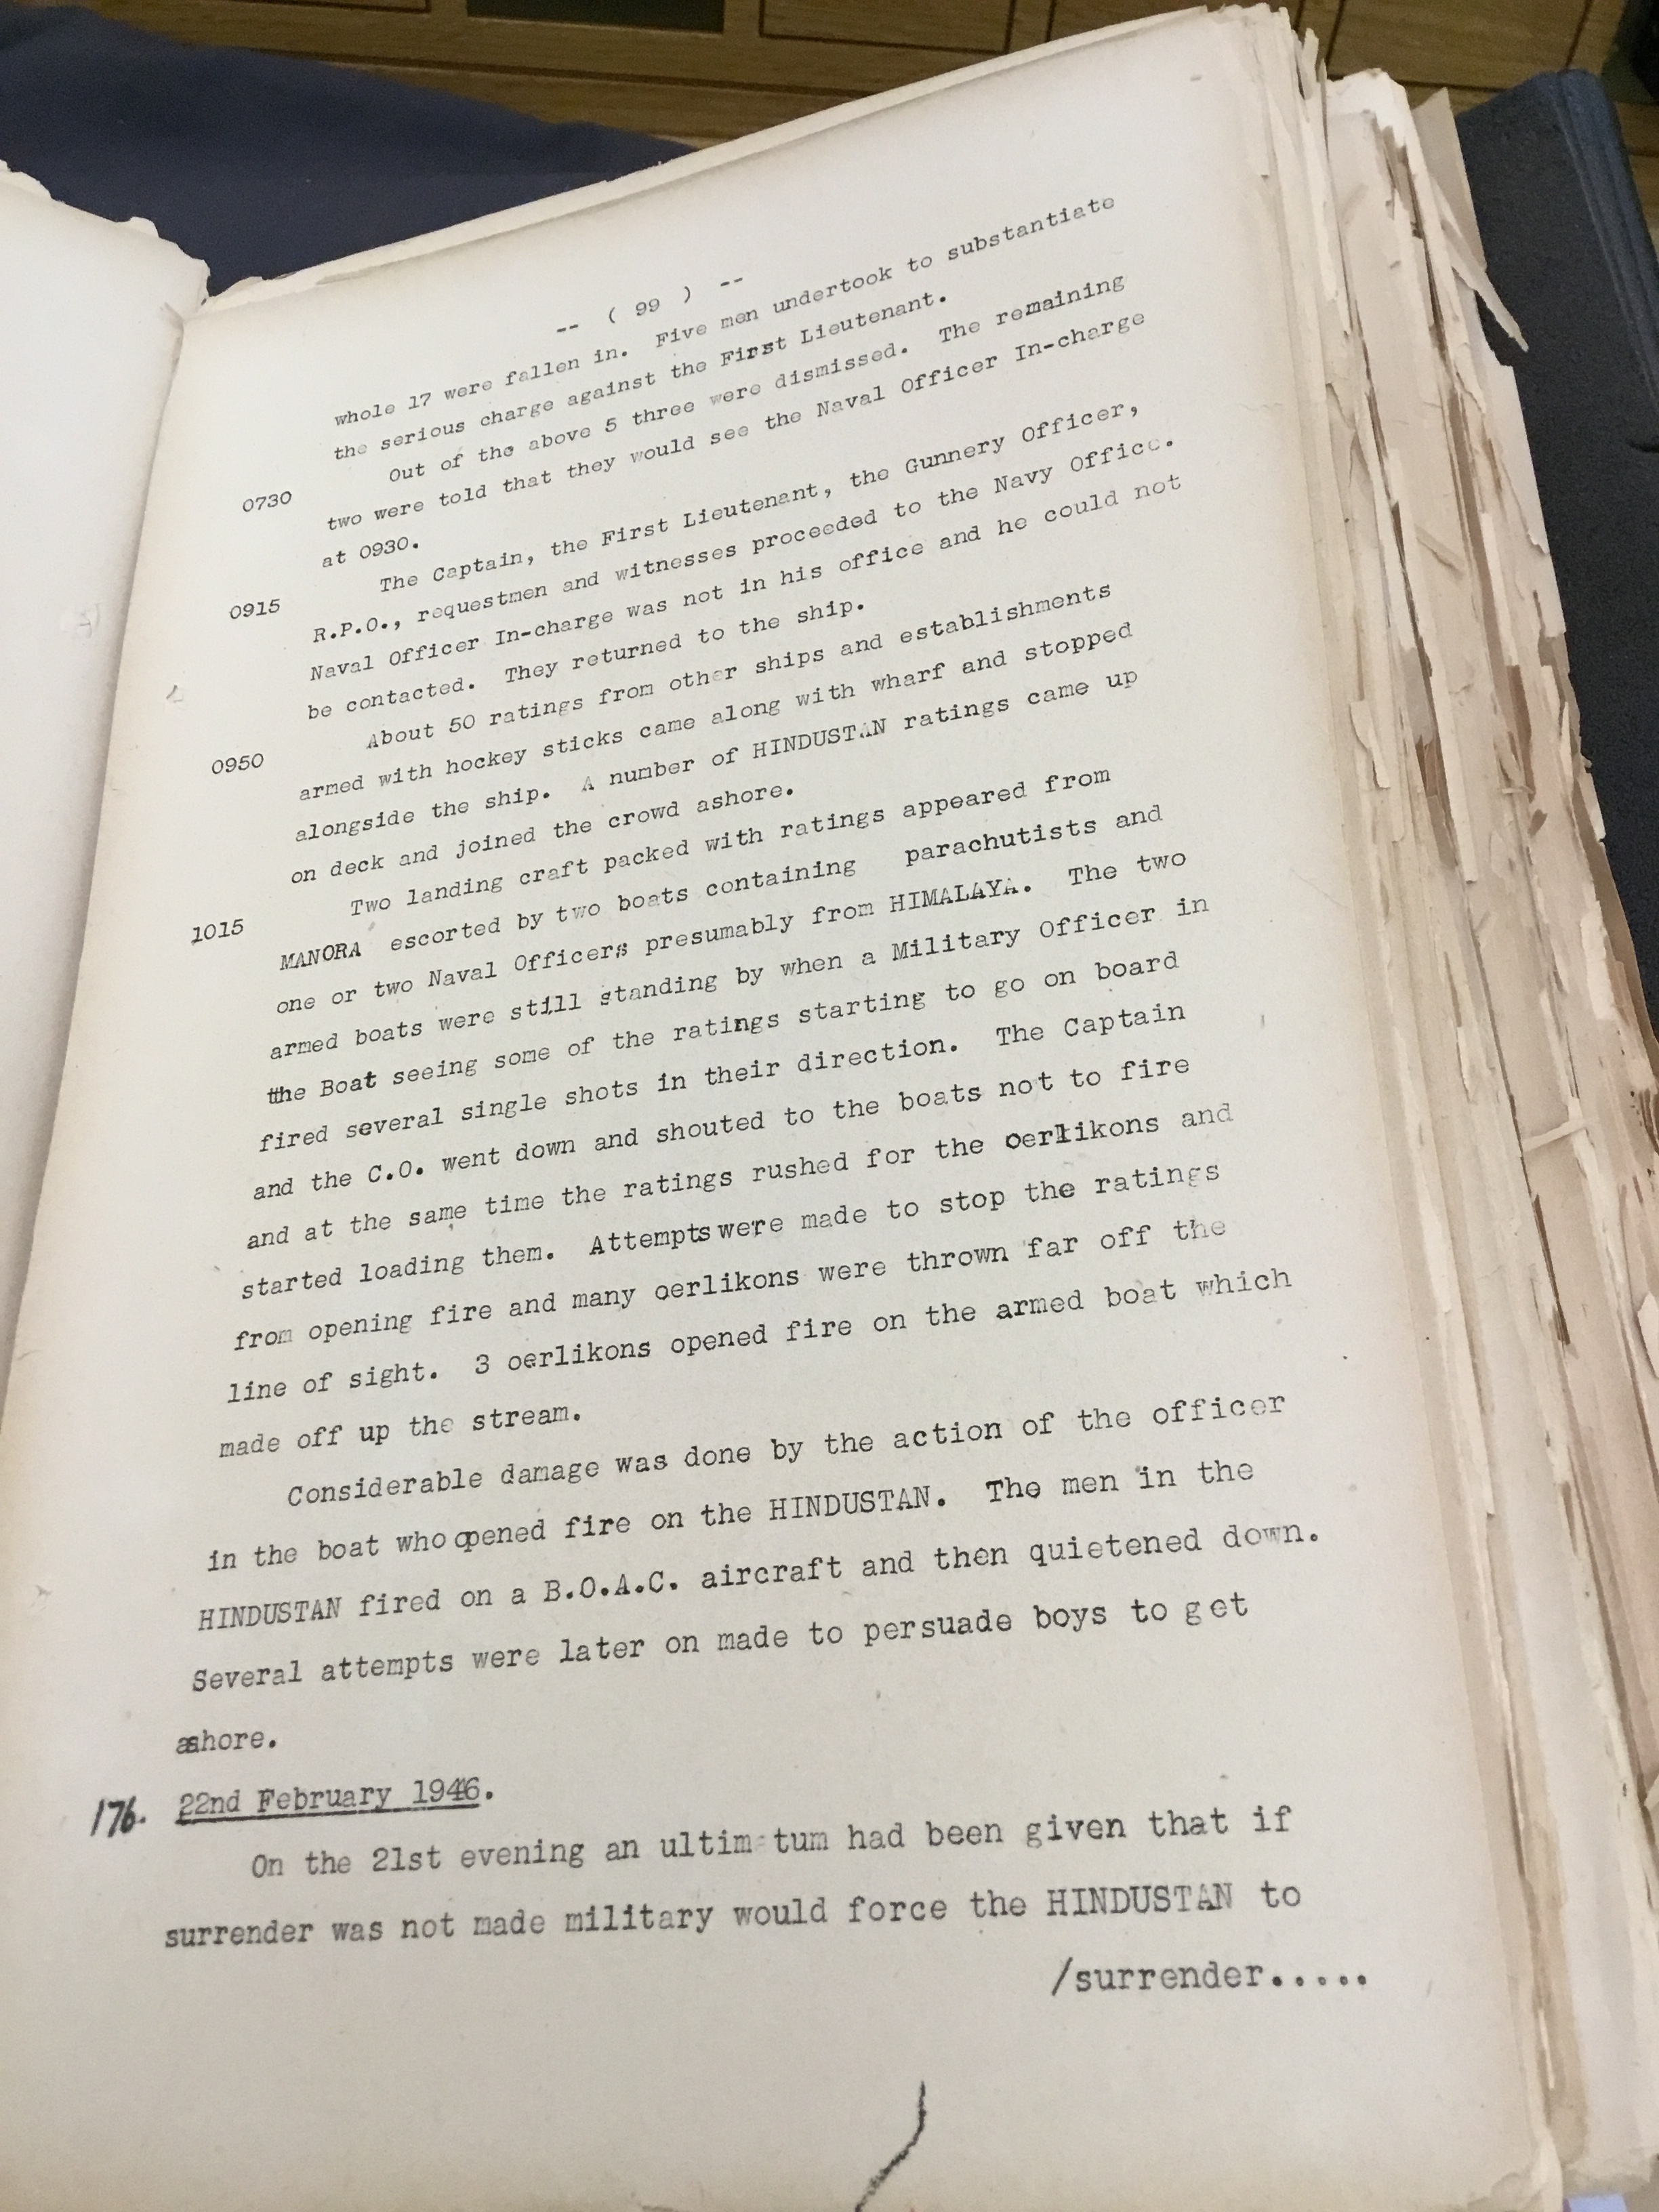 -- ( 99 ) --
whole 17 were fallen in. Five men undertook to substantiate
the serious charge against the First Lieutenant.
0730 Out of the above 5 three were dismissed. The remaining
two were told that they would see the Naval Officer In-charge
at 0930.
0915 The Captain, the First Lieutenant, the Gunnery Officer,
R.P.O., requestmen and witnesses proceeded to the Navy Office.
Naval Officer In-charge was not in his office and he could not
be contacted. They returned to the ship.
0950 About 50 ratings from other ships and establishments
armed with hockey sticks came along with wharf and stopped
alongside the ship. A number of HINDUSTAN ratings came up
on deck and joined the crowd ashore.
1015 Two landing craft packed with ratings appeared from
MANORA escorted by two boats containing parachutists and
one or two Naval Officers presumably from HIMALAYA. The two
armed boats were still standing by when a Military Officer in
the Boat seeing some of the ratings starting to go on board
fired several single shots in their direction. The Captain
and the C.O. went down and shouted to the boats not to fire
and at the same time the ratings rushed for the oerlikons and
started loading them. Attempts were made to stop the ratings
from opening fire and many oerlikons were thrown far off the
line of sight. 3 oerlikons opened fire on the armed boat which
made off up the stream.
Considerable damage was done by the action of the officer
in the boat who opened fire on the HINDUSTAN. The men in the
HINDUSTAN fired on a B.O.A.C. aircraft and then quietened down.
Several attempts were later on made to persuade boys to get
ashore.
176. 22nd February 1946.
On the 21st evening an ultimatum had been given that if
surrender was not made military would force the HINDUSTAN to
/surrender.....